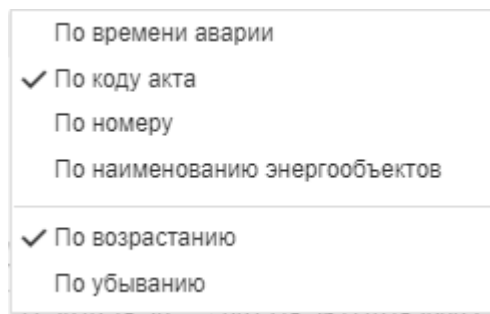 По времени аварии
По коду акта
По номеру
По наименованию энергообъектов
По возрастанию
По убыванию